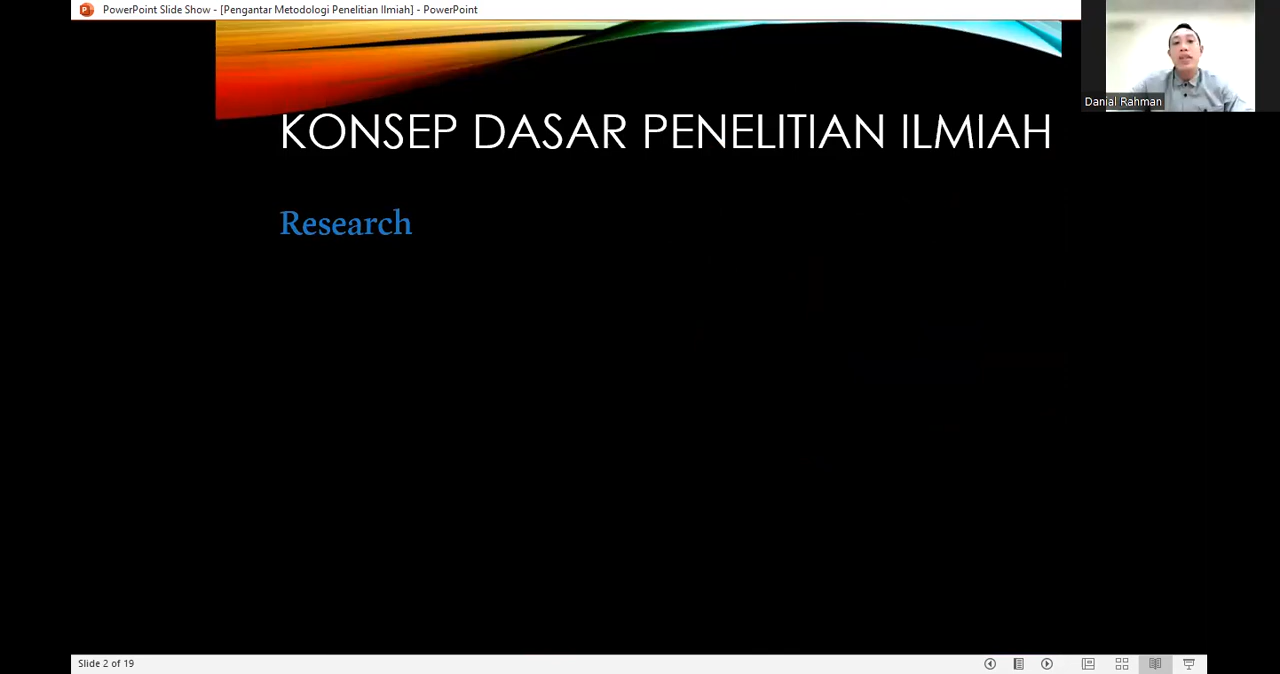 PowerPoint Slide Show - [Pengantar Metodologi Penelitian Ilmiah] - PowerPoint
Danial Rahman
KONSEP DASAR PENELITIAN ILMIAH
Research
Slide 2 of 19